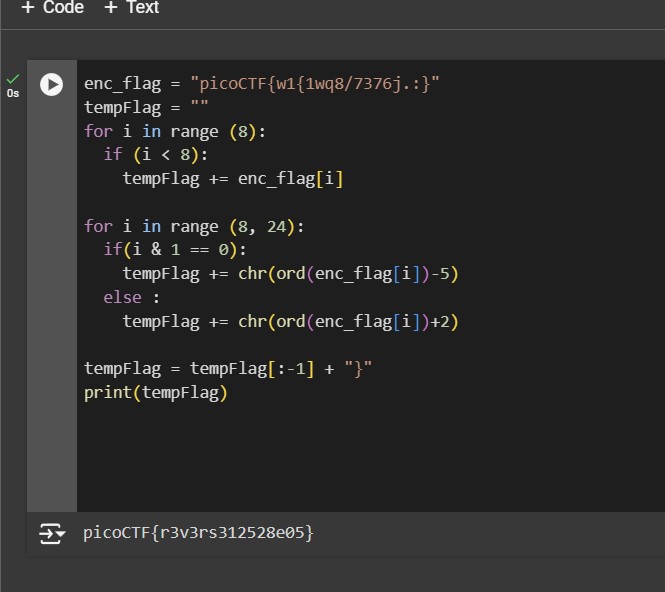 + Code + Text
0s
enc_flag = "picoCTF{w1{1wq8/7376j.:}"
tempFlag = ""
for i in range (8):
  if (i < 8):
    tempFlag += enc_flag[i]

for i in range (8, 24):
  if(i & 1 == 0):
    tempFlag += chr(ord(enc_flag[i])-5)
  else :
    tempFlag += chr(ord(enc_flag[i])+2)

tempFlag = tempFlag[:-1] + "}"
print(tempFlag)
picoCTF{r3v3rs312528e05}